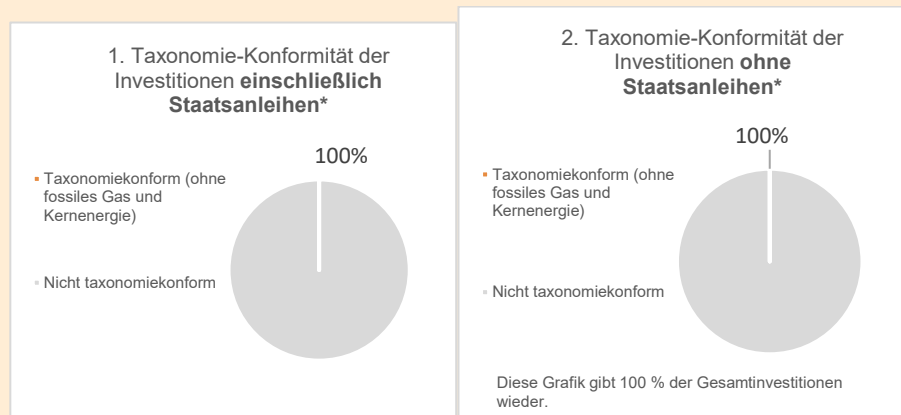 1. Taxonomie-Konformität der
Investitionen einschließlich
Staatsanleihen*
100%
Taxonomiekonform (ohne
fossiles Gas und
Kernenergie)
Nicht taxonomiekonform
2. Taxonomie-Konformität der
Investitionen ohne
Staatsanleihen*
100%
Taxonomiekonform (ohne
fossiles Gas und
Kernenergie)
Nicht taxonomiekonform
Diese Grafik gibt 100 % der Gesamtinvestitionen
wieder.